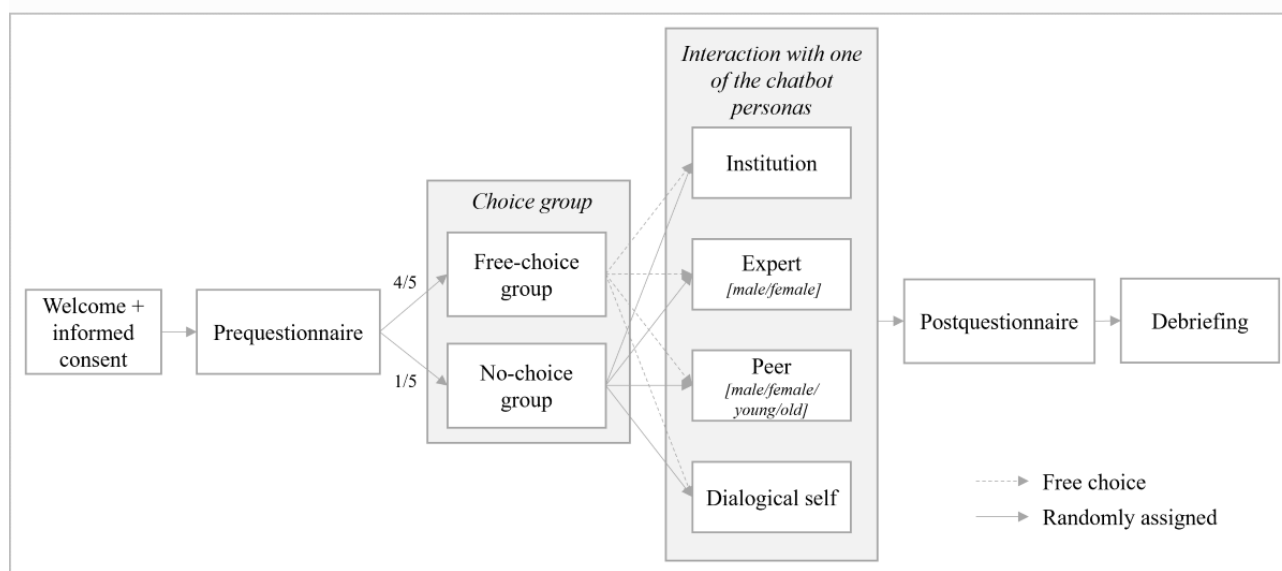 Welcome +
informed
consent
Prequestionnaire
4/5
1/5
Choice group
Free-choice
group
No-choice
group
Interaction with one
of the chatbot
personas
Institution
Expert
[male/female]
Peer
[male/female/
young/old]
Dialogical self
Postquestionnaire
Debriefing
Free choice
Randomly assigned